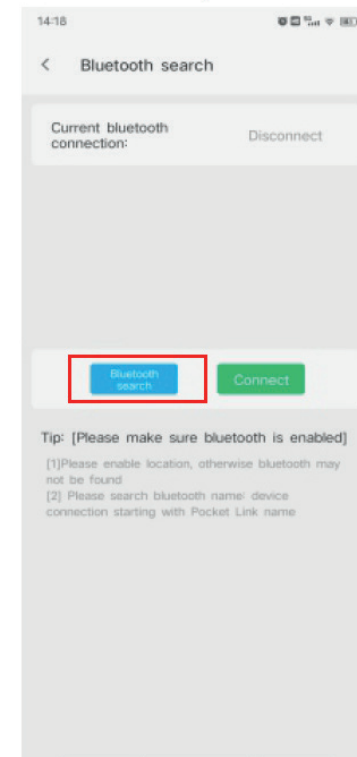 14:18
Bluetooth search
Current bluetooth
connection:
Disconnect
Bluetooth
search
Connect
Tip: [Please make sure bluetooth is enabled]
[1]Please enable location, otherwise bluetooth may
not be found
[2] Please search bluetooth name: device
connection starting with Pocket Link name